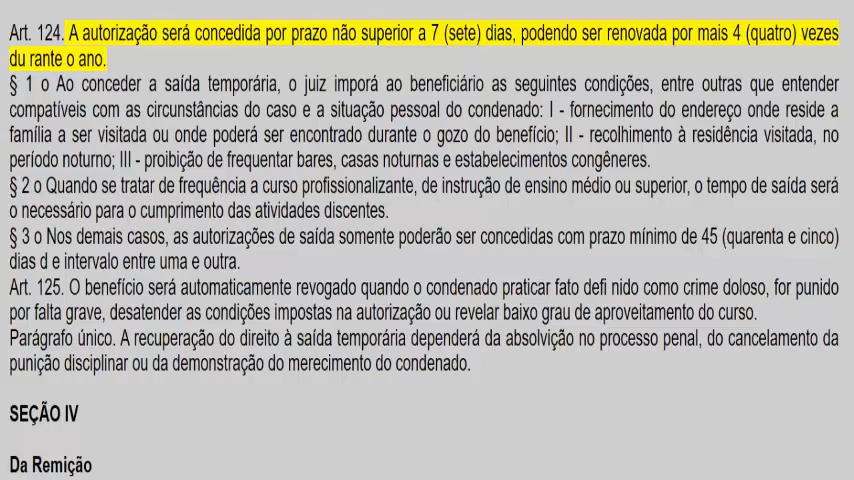 Art. 124. A autorização será concedida por prazo não superior a 7 (sete) dias, podendo ser renovada por mais 4 (quatro) vezes
du rante o ano.
§ 1 o Ao conceder a saída temporária, o juiz imporá ao beneficiário as seguintes condições, entre outras que entender
compatíveis com as circunstâncias do caso e a situação pessoal do condenado: I - fornecimento do endereço onde reside a
família a ser visitada ou onde poderá ser encontrado durante o gozo do benefício; II - recolhimento à residência visitada, no
período noturno; III - proibição de frequentar bares, casas noturnas e estabelecimentos congêneres.
§ 2 o Quando se tratar de frequência a curso profissionalizante, de instrução de ensino médio ou superior, o tempo de saída será
o necessário para o cumprimento das atividades discentes.
§ 3 o Nos demais casos, as autorizações de saída somente poderão ser concedidas com prazo mínimo de 45 (quarenta e cinco)
dias d e intervalo entre uma e outra.
Art. 125. O benefício será automaticamente revogado quando o condenado praticar fato defi nido como crime doloso, for punido
por falta grave, desatender as condições impostas na autorização ou revelar baixo grau de aproveitamento do curso.
Parágrafo único. A recuperação do direito à saída temporária dependerá da absolvição no processo penal, do cancelamento da
punição disciplinar ou da demonstração do merecimento do condenado.
SEÇÃO IV
Da Remição